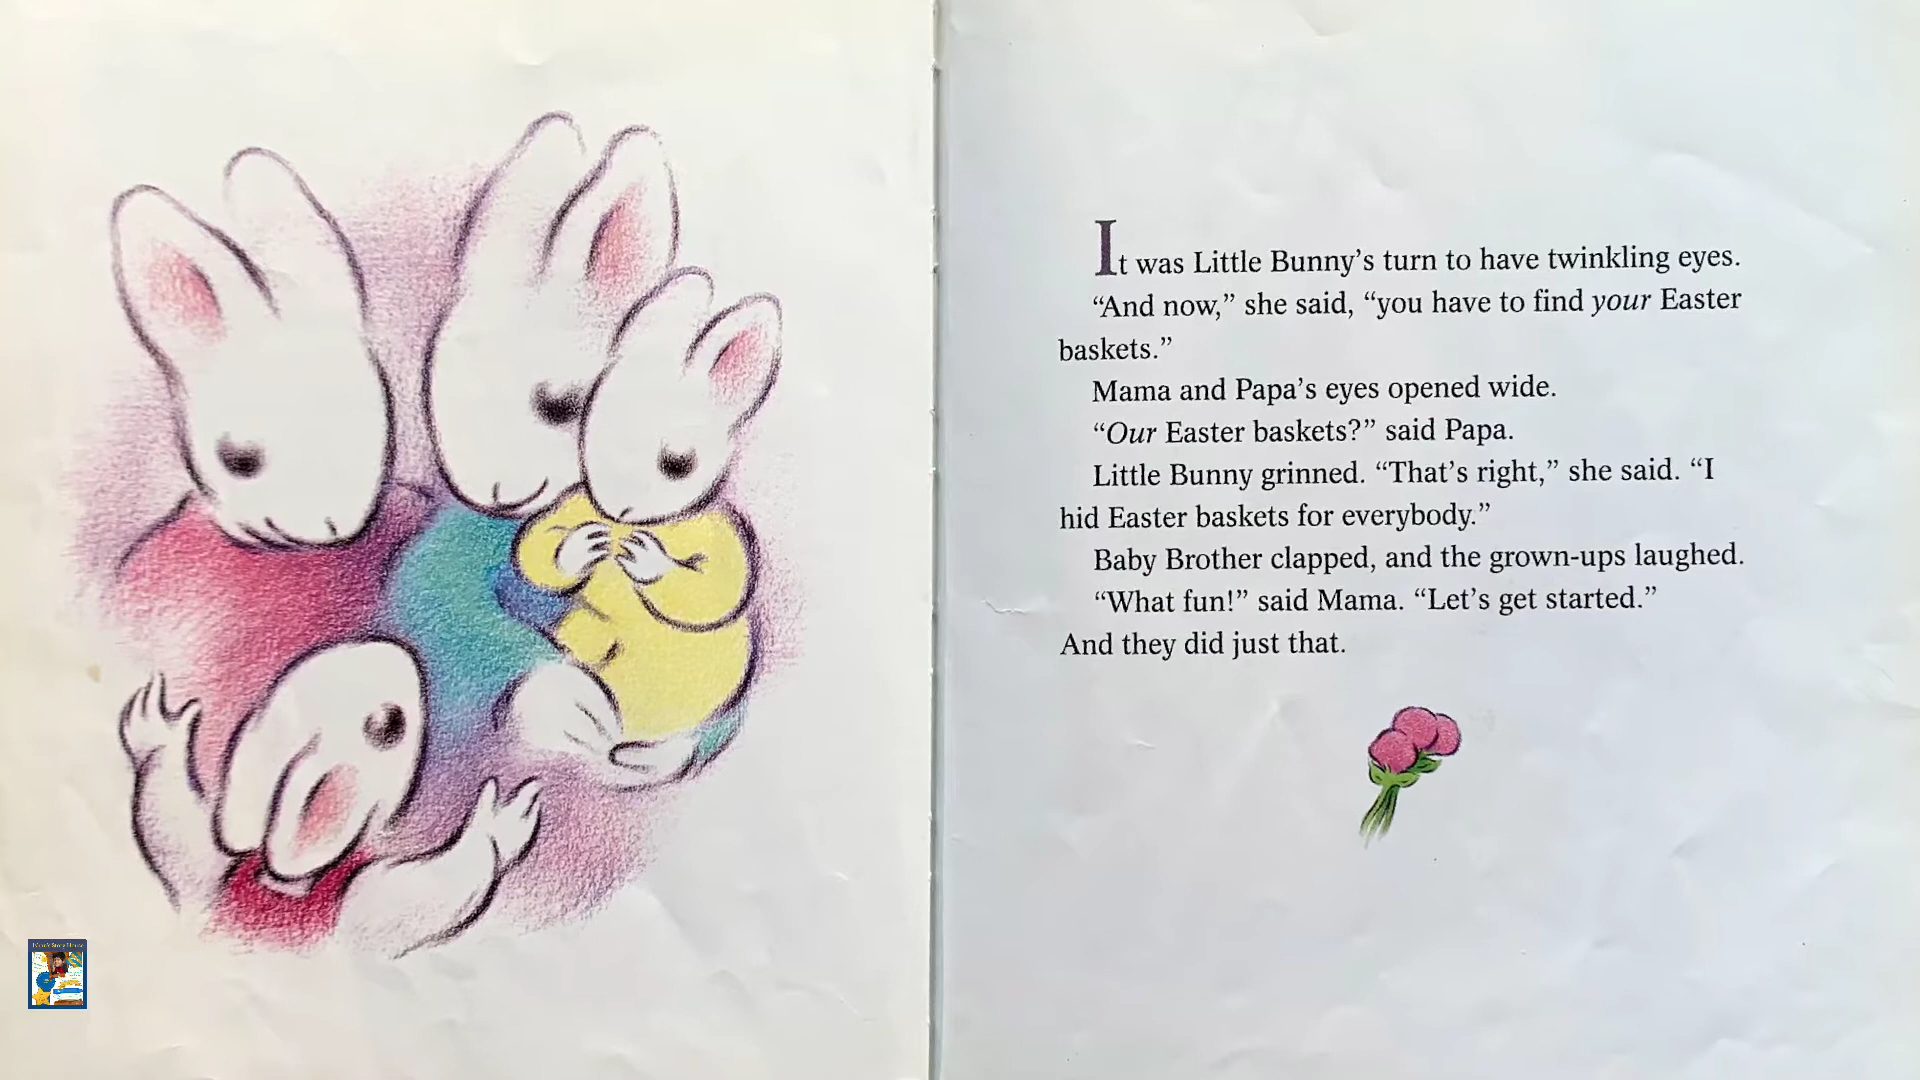 It was Little Bunny’s turn to have twinkling eyes.
“And now,” she said, “you have to find your Easter
baskets.”
Mama and Papa’s eyes opened wide.
“Our Easter baskets?” said Papa.
Little Bunny grinned. “That’s right,” she said. “I
hid Easter baskets for everybody.”
Baby Brother clapped, and the grown-ups laughed.
“What fun!” said Mama. “Let’s get started.”
And they did just that.